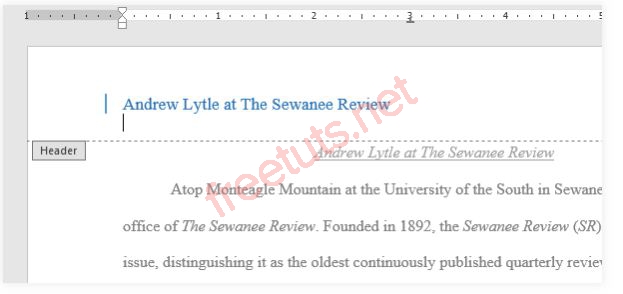 1 1 2 3 4 5
Andrew Lytle at The Sewanee Review
Header
Andrew Lytle at The Sewanee Review
Atop Monteagle Mountain at the University of the South in Sewane
office of The Sewanee Review. Founded in 1892, the Sewanee Review (SR)
issue, distinguishing it as the oldest continuously published quarterly review
freetuts.net